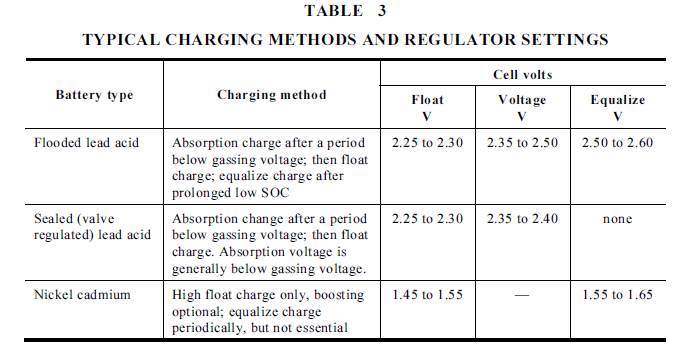 TABLE 3
TYPICAL CHARGING METHODS AND REGULATOR SETTINGS
Battery type
Charging method
Cell volts
Float
V
Voltage
V
Equalize
V
Flooded lead acid
Absorption charge after a period
below gassing voltage; then float
charge; equalize charge after
prolonged low SOC
2.25 to 2.30
2.35 to 2.50
2.50 to 2.60
Sealed (valve
regulated) lead acid
Absorption change after a period
below gassing voltage; then float
charge. Absorption voltage is
generally below gassing voltage.
2.25 to 2.30
2.35 to 2.40
none
Nickel cadmium
High float charge only, boosting
optional; equalize charge
periodically, but not essential
1.45 to 1.55
—
1.55 to 1.65